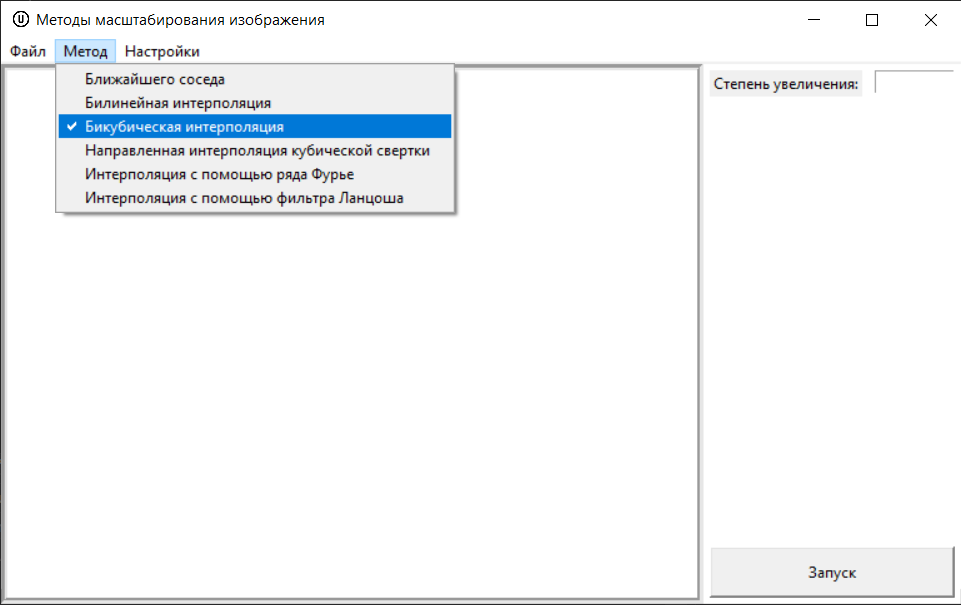 Методы масштабирования изображения
Файл Метод Настройки
Ближайшего соседа
Билинейная интерполяция
Бикубическая интерполяция
Направленная интерполяция кубической свертки
Интерполяция с помощью ряда Фурье
Интерполяция с помощью фильтра Ланцоша
Степень увеличения:
Запуск